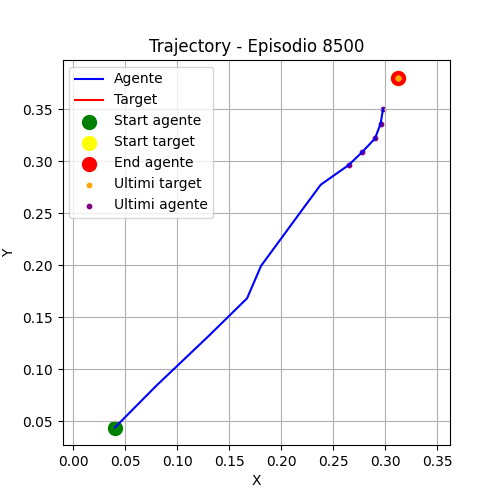 Trajectory - Episodio 8500
Agente
Target
Start agente
Start target
End agente
Ultimi target
Ultimi agente
Y
0.35
0.30
0.25
0.20
0.15
0.10
0.05
0.00 0.05 0.10 0.15 0.20 0.25 0.30 0.35
X